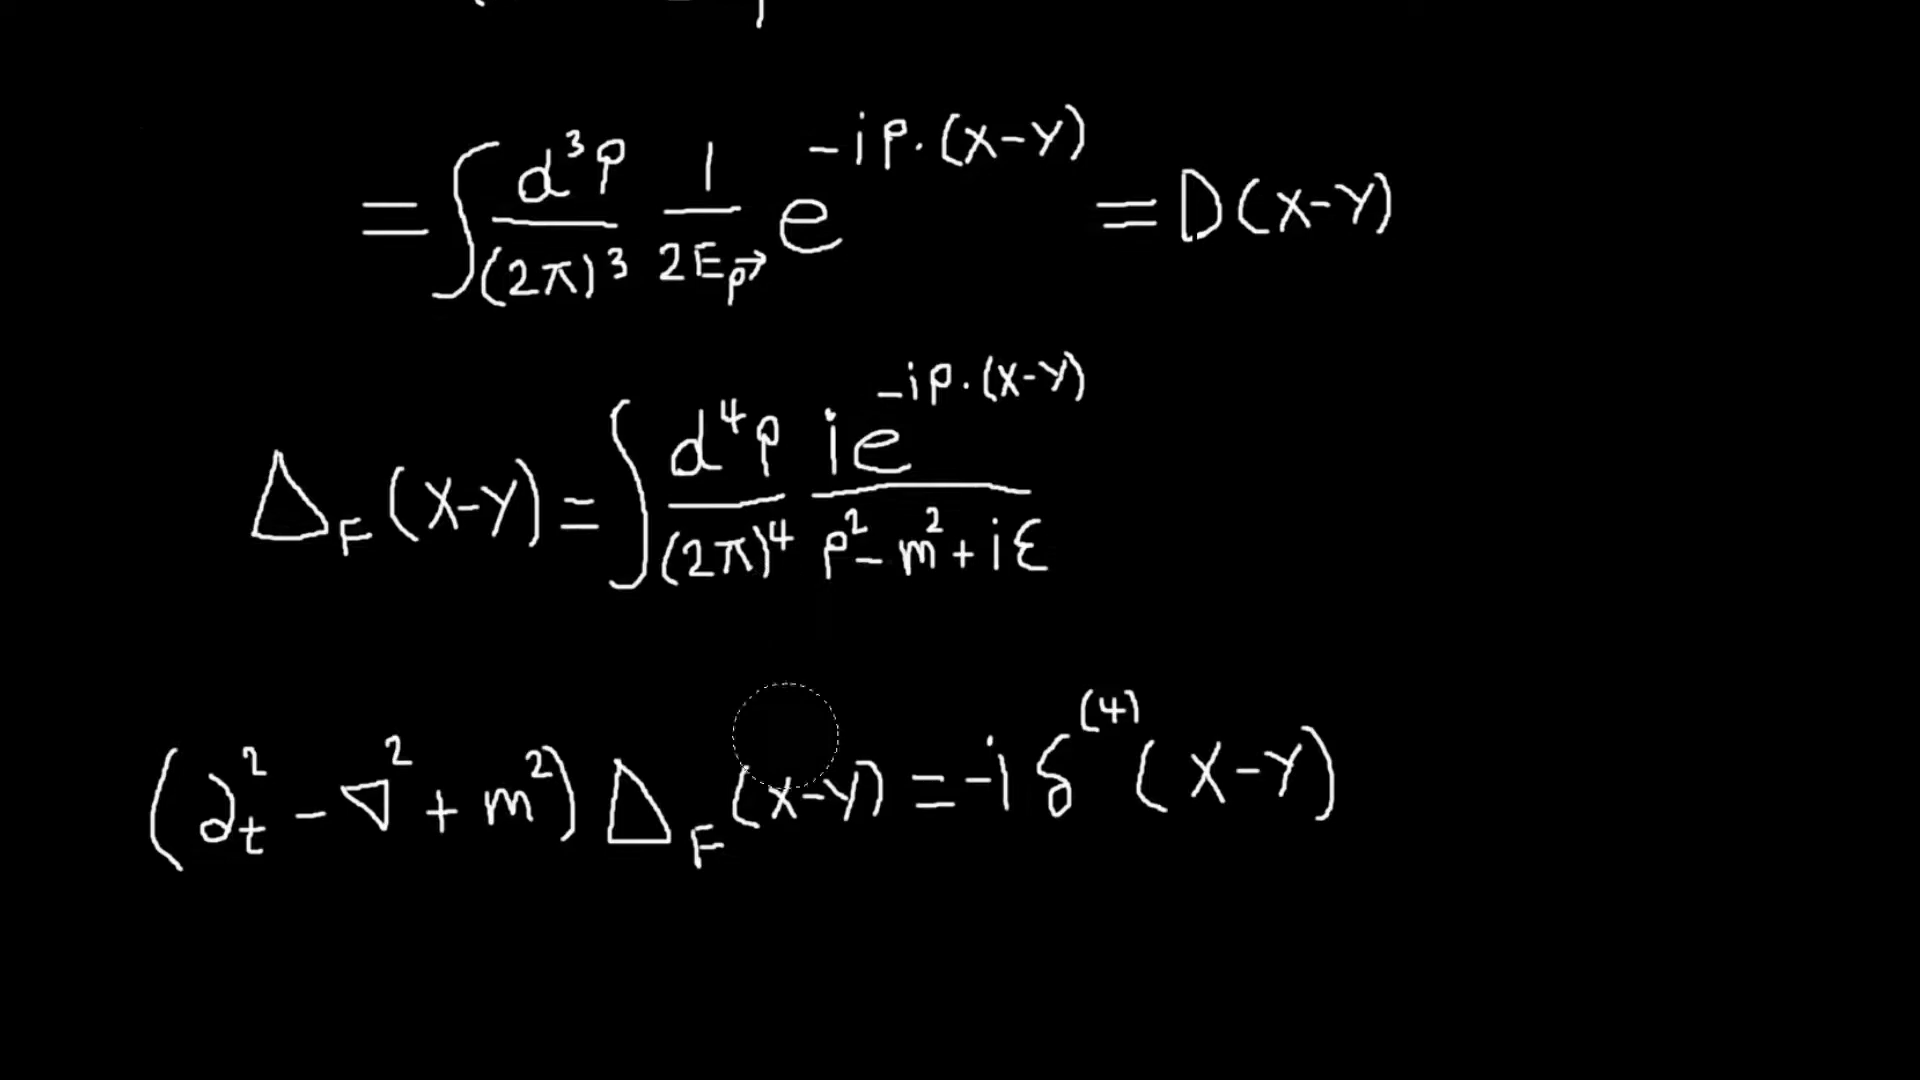 = ∫ d³p/(2π)³ 1/2E_p⃗ e^{-ip·(x-y)} = D(x-y)
Δ_F(x-y) = ∫ d⁴p/(2π)⁴ ie^{-ip·(x-y)}/p²-m²+iε
(∂_t² - ∇² + m²) Δ_F(x-y) = -iδ^{(4)}(x-y)